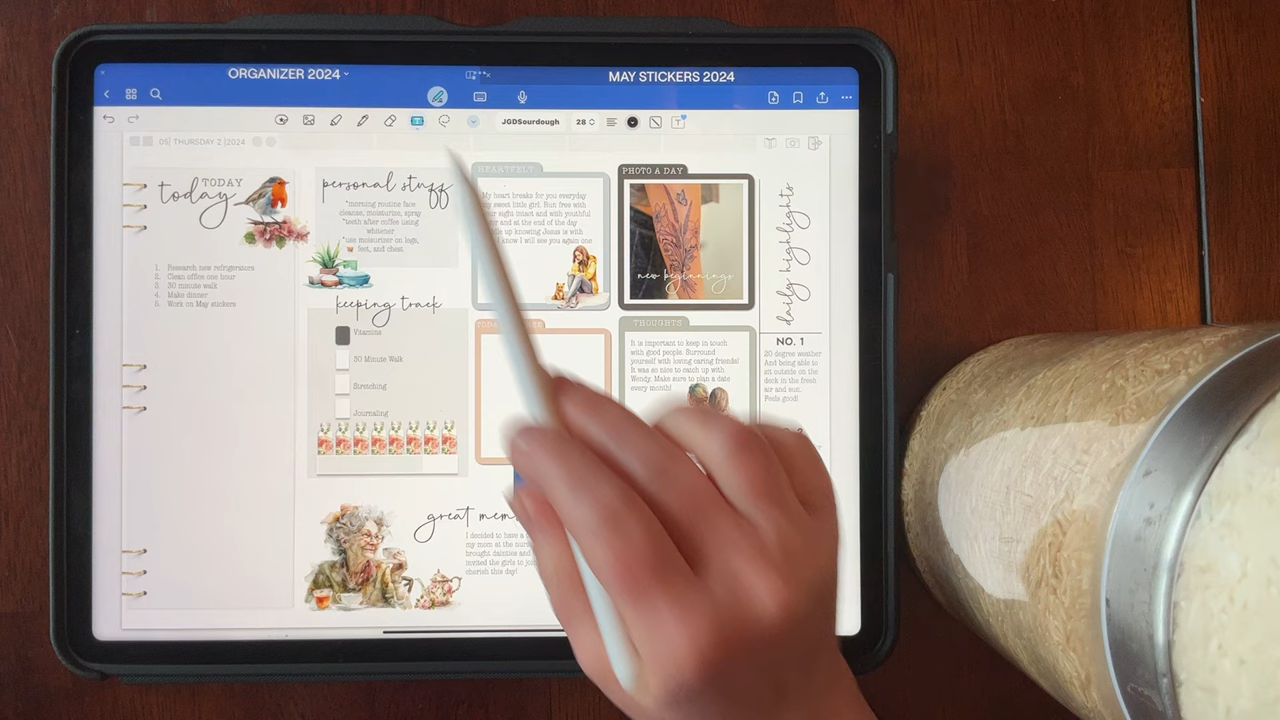 ORGANIZER 2024
MAY STICKERS 2024
JGDSourdough
28
05| THURSDAY 2 |2024
TODAY
today
1. Research new refrigerators
2. Clean office one hour
3. 30 minute walk
4. Make dinner
5. Work on May stickers
personal stuff
*morning routine face
cleanse, moisturize, spray
*teeth after coffee using
whitener
*use moisturizer on legs,
feet, and chest
keeping track
Vitamins
30 Minute Walk
Stretching
Journaling
great mem
I decided to have a
my mom at the
brought dainties and
invited the girls to
cherish this day!
HEARTFELT
My heart breaks for you everyday
my sweet little girl. Run free with
your sight intact and with youthful
and at the end of the day
up knowing Jesus is with
I know I will see you again one
PHOTO A DAY
new beginnings
THOUGHTS
It is important to keep in touch
with good people. Surround
yourself with loving caring friends!
It was so nice to catch up with
Wendy. Make sure to plan a date
every month!
daily highlights
NO. 1
20 degree weather
And being able to
sit outside on the
deck in the fresh
air and sun.
Feels good!